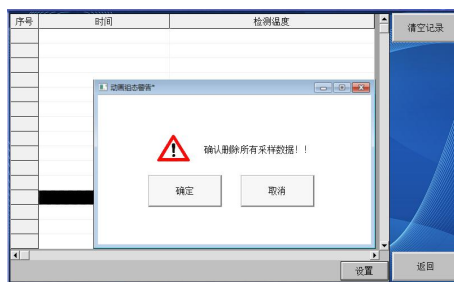 序号 时间 检测温度
清空记录
动画组态警告*
确认删除所有采样数据！！
确定 取消
设置
返回